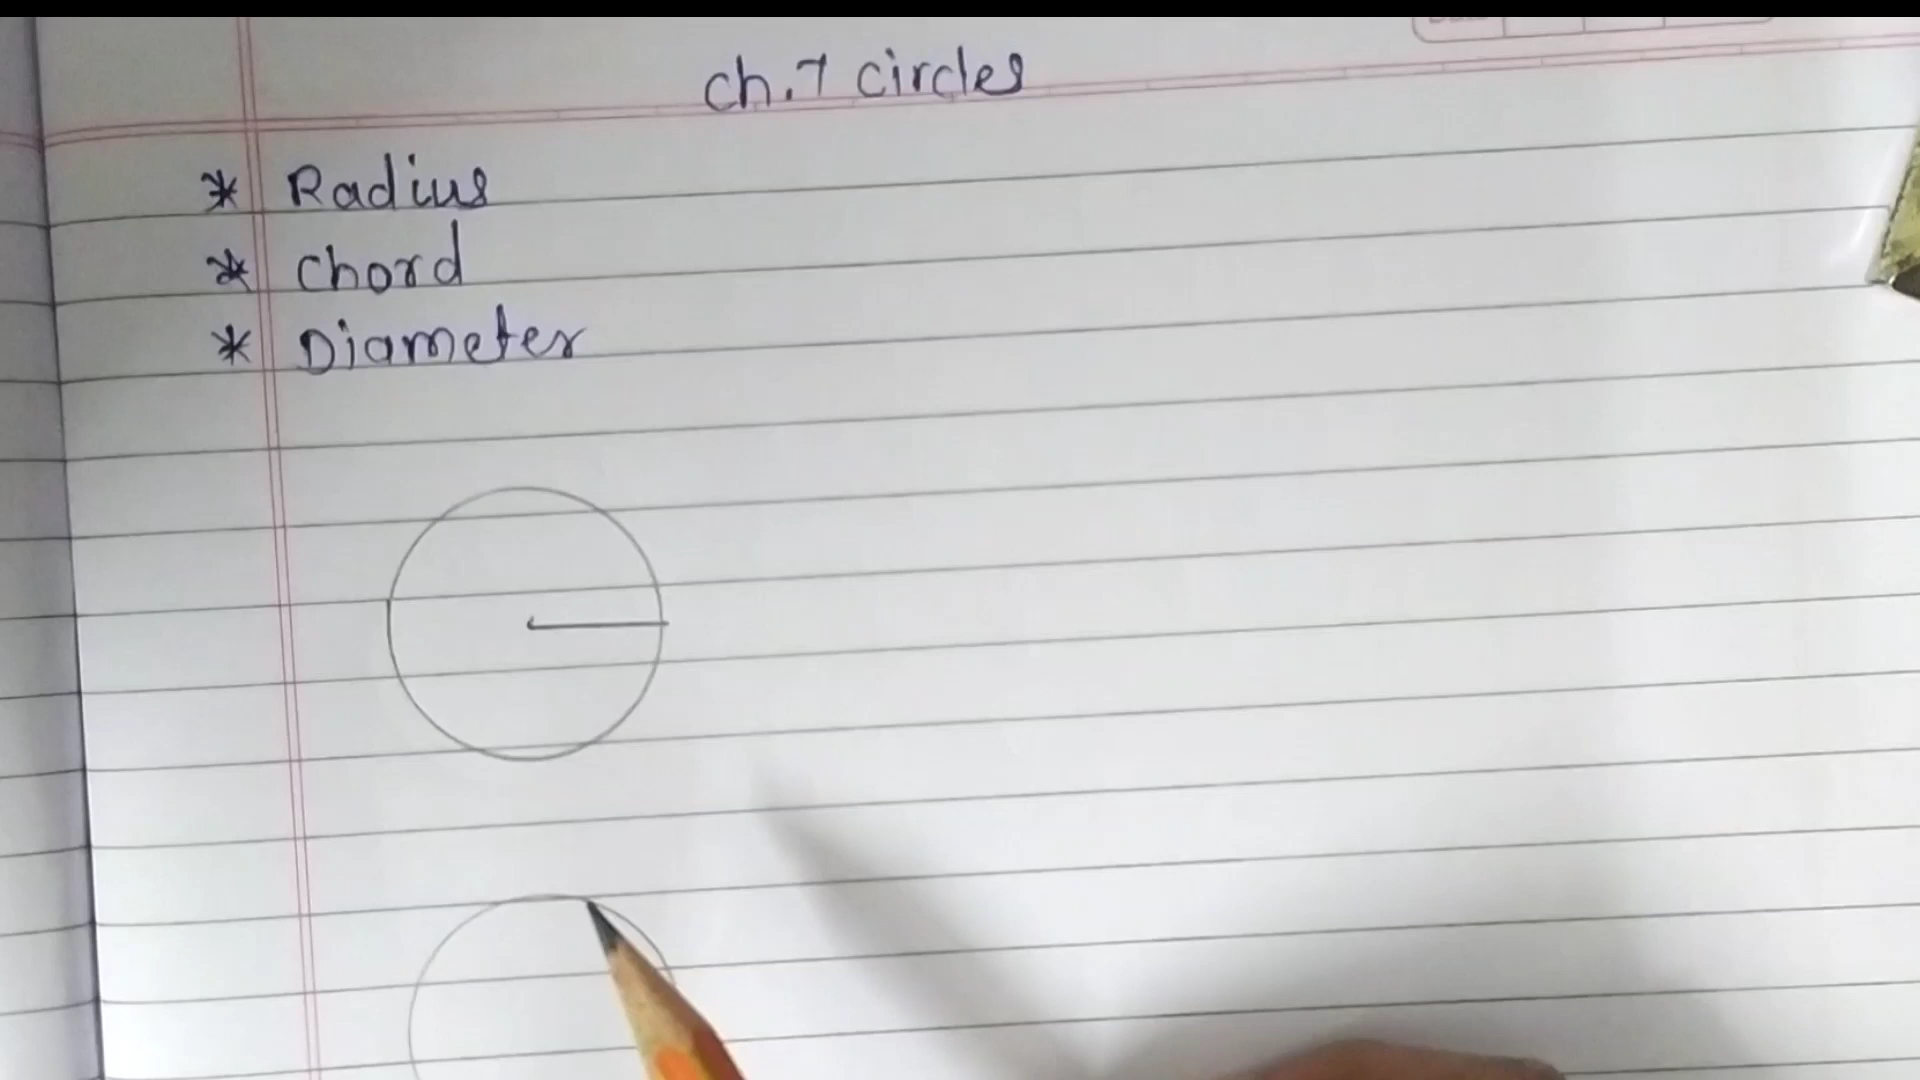 ch.7 circles
* Radius
* chord
* Diameter